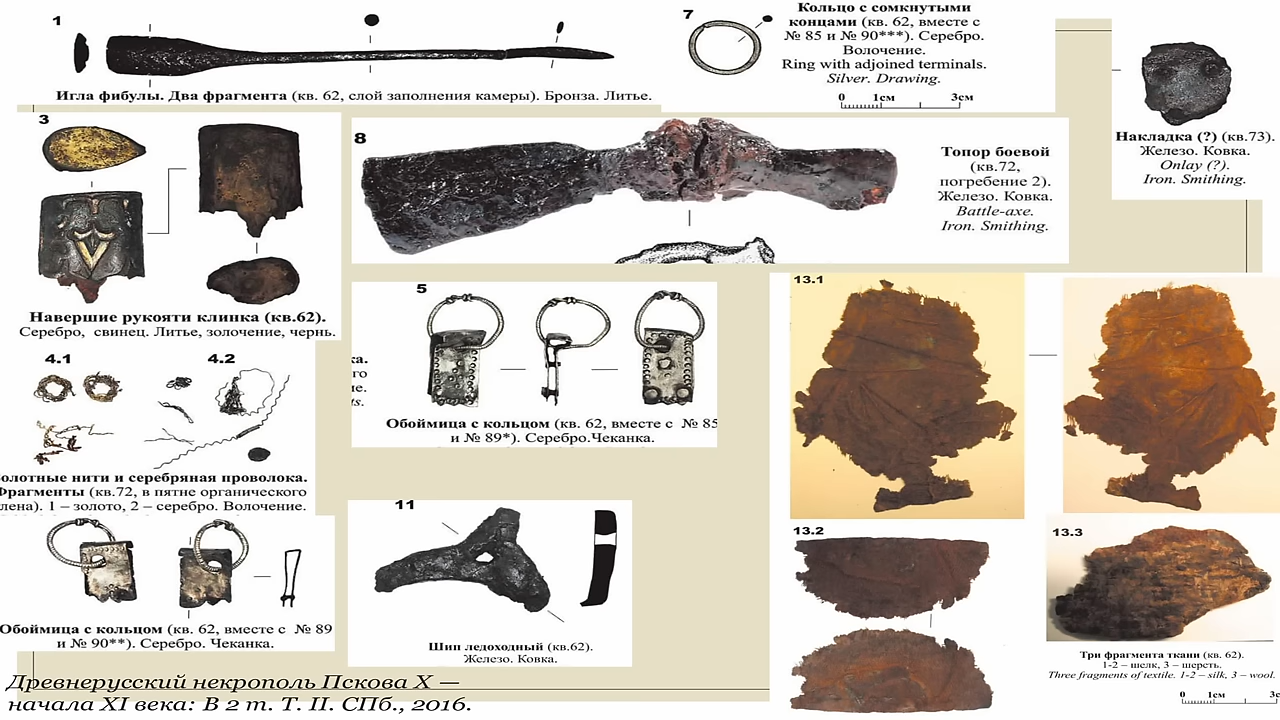 1
Игла фибулы. Два фрагмента (кв. 62, слой заполнения камеры). Бронза. Литье.
7
Кольцо с сомкнутыми
концами (кв. 62, вместе с
№ 85 и № 90***). Серебро.
Волочение.
Ring with adjoined terminals.
Silver. Drawing.
0 1см 3см
Накладка (?) (кв.73).
Железо. Ковка.
Onlay (?).
Iron. Smithing.
3
Навершие рукояти клинка (кв.62).
Серебро, свинец. Литье, золочение, чернь.
8
Топор боевой
(кв.72,
погребение 2).
Железо. Ковка.
Battle-axe.
Iron. Smithing.
4.1
4.2
олотные нити и серебряная проволока.
Фрагменты (кв.72, в пятне органического
лена). 1 – золото, 2 – серебро. Волочение.
5
ка.
го
ие.
ts.
Обоймица с кольцом (кв. 62, вместе с № 85
и № 89*). Серебро.Чеканка.
Обоймица с кольцом (кв. 62, вместе с № 89
и № 90**). Серебро. Чеканка.
11
Шип ледоходный (кв.62).
Железо. Ковка.
13.1
13.2
13.3
Три фрагмента ткани (кв. 62).
1-2 – шелк, 3 – шерсть.
Three fragments of textile. 1-2 – silk, 3 – wool.
0 1см 3с
Древнерусский некрополь Пскова X —
начала XI века: В 2 т. Т. II. СПб., 2016.